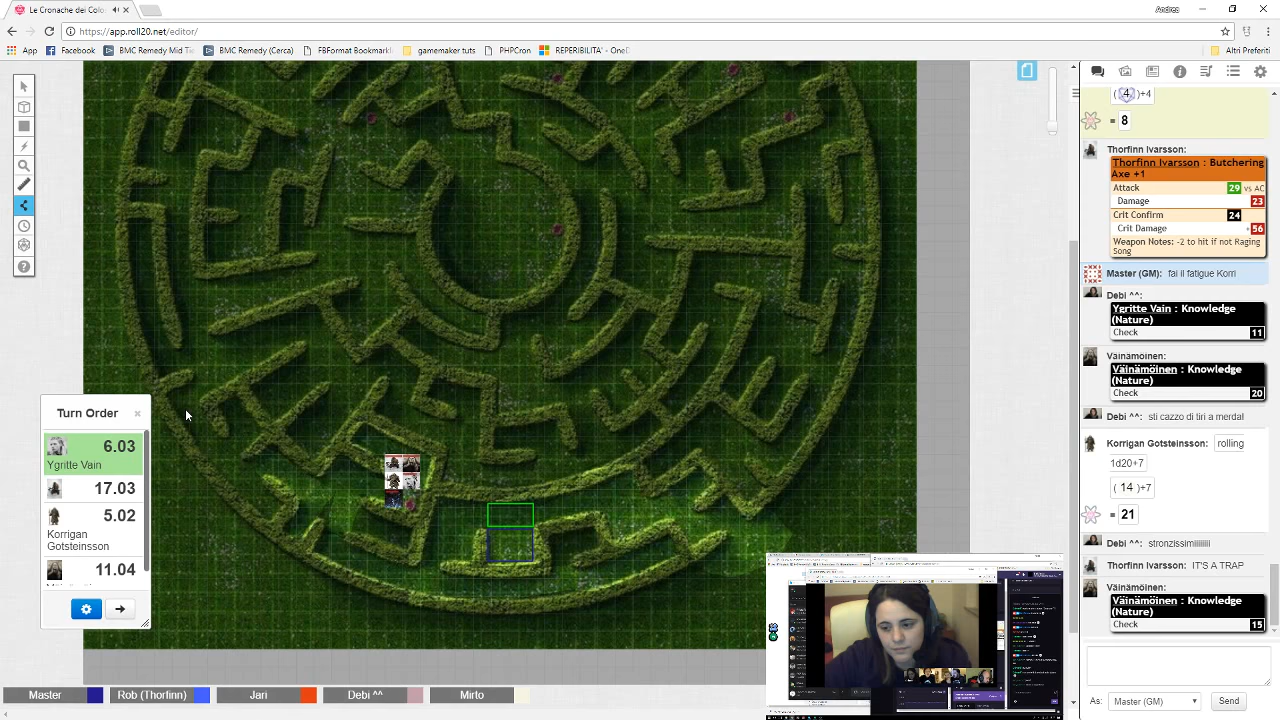 Le Cronache dei Colo
Andrea
https://app.roll20.net/editor/
App
Facebook
BMC Remedy Mid Tie
BMC Remedy (Cerca)
FBFormat Bookmarkl
gamemaker tuts
PHPCron
REPERIBILITA' - OneD
Altri Preferiti
( 4 )+4
= 8
Thorfinn Ivarsson:
Thorfinn Ivarsson : Butchering
Axe +1
Attack 29 vs AC
Damage 23
Crit Confirm 24
Crit Damage + 56
Weapon Notes: -2 to hit if not Raging
Song
Master (GM): fai il fatigue Korri
Debi ^^:
Ygritte Vain : Knowledge
(Nature)
Check 11
Väinämöinen:
Väinämöinen : Knowledge
(Nature)
Check 20
Debi ^^: sti cazzo di tiri a merdal
Korrigan Gotsteinsson: rolling
1d20+7
( 14 )+7
= 21
Debi ^^: stronzissimiiiiiii
Thorfinn Ivarsson: IT'S A TRAP
Väinämöinen:
Väinämöinen : Knowledge
(Nature)
Check 15
Turn Order ×
6.03
Ygritte Vain
17.03
5.02
Korrigan
Gotsteinsson
11.04
Master
Rob (Thorfinn)
Jari
Debi ^^
Mirto
As: Master (GM) Send